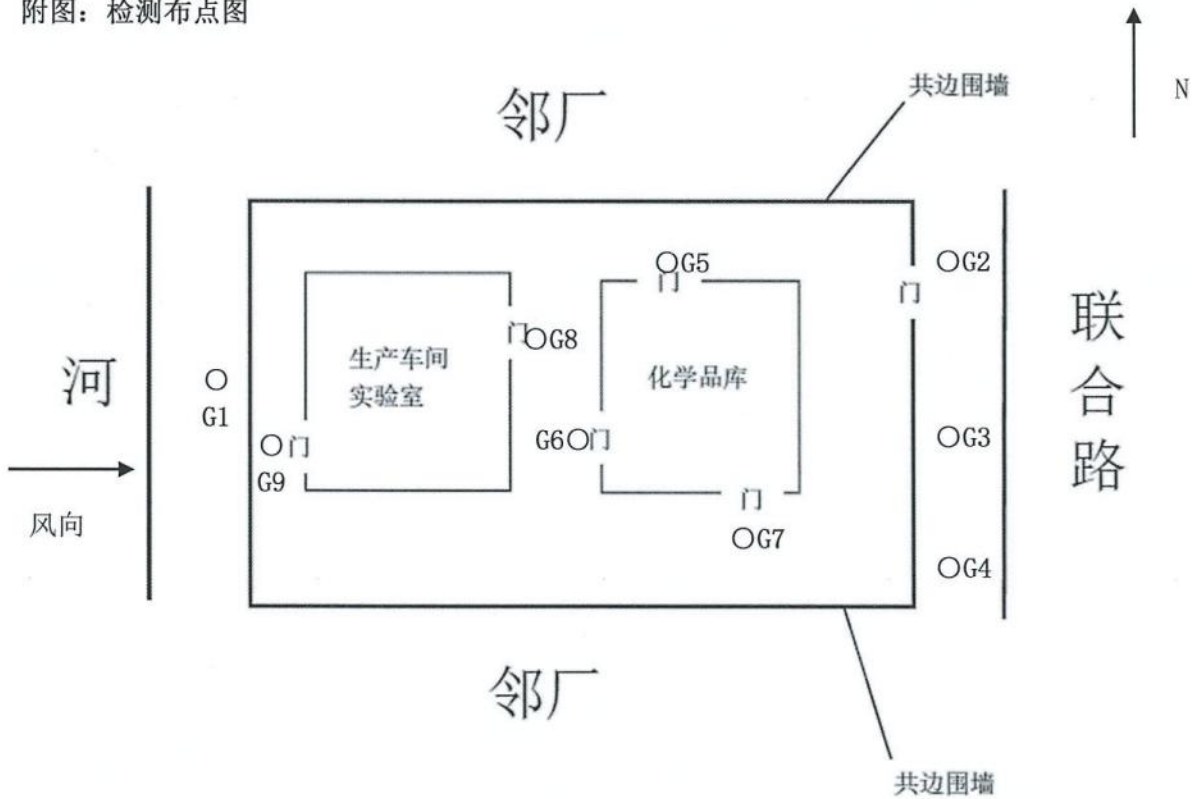 附图：检测布点图
N
共边围墙
邻厂
G5
门
G2
门
门
G8
生产车间
实验室
化学品库
联
合
路
河
G1
门
G9
G6
门
G3
门
G7
风向
G4
邻厂
共边围墙